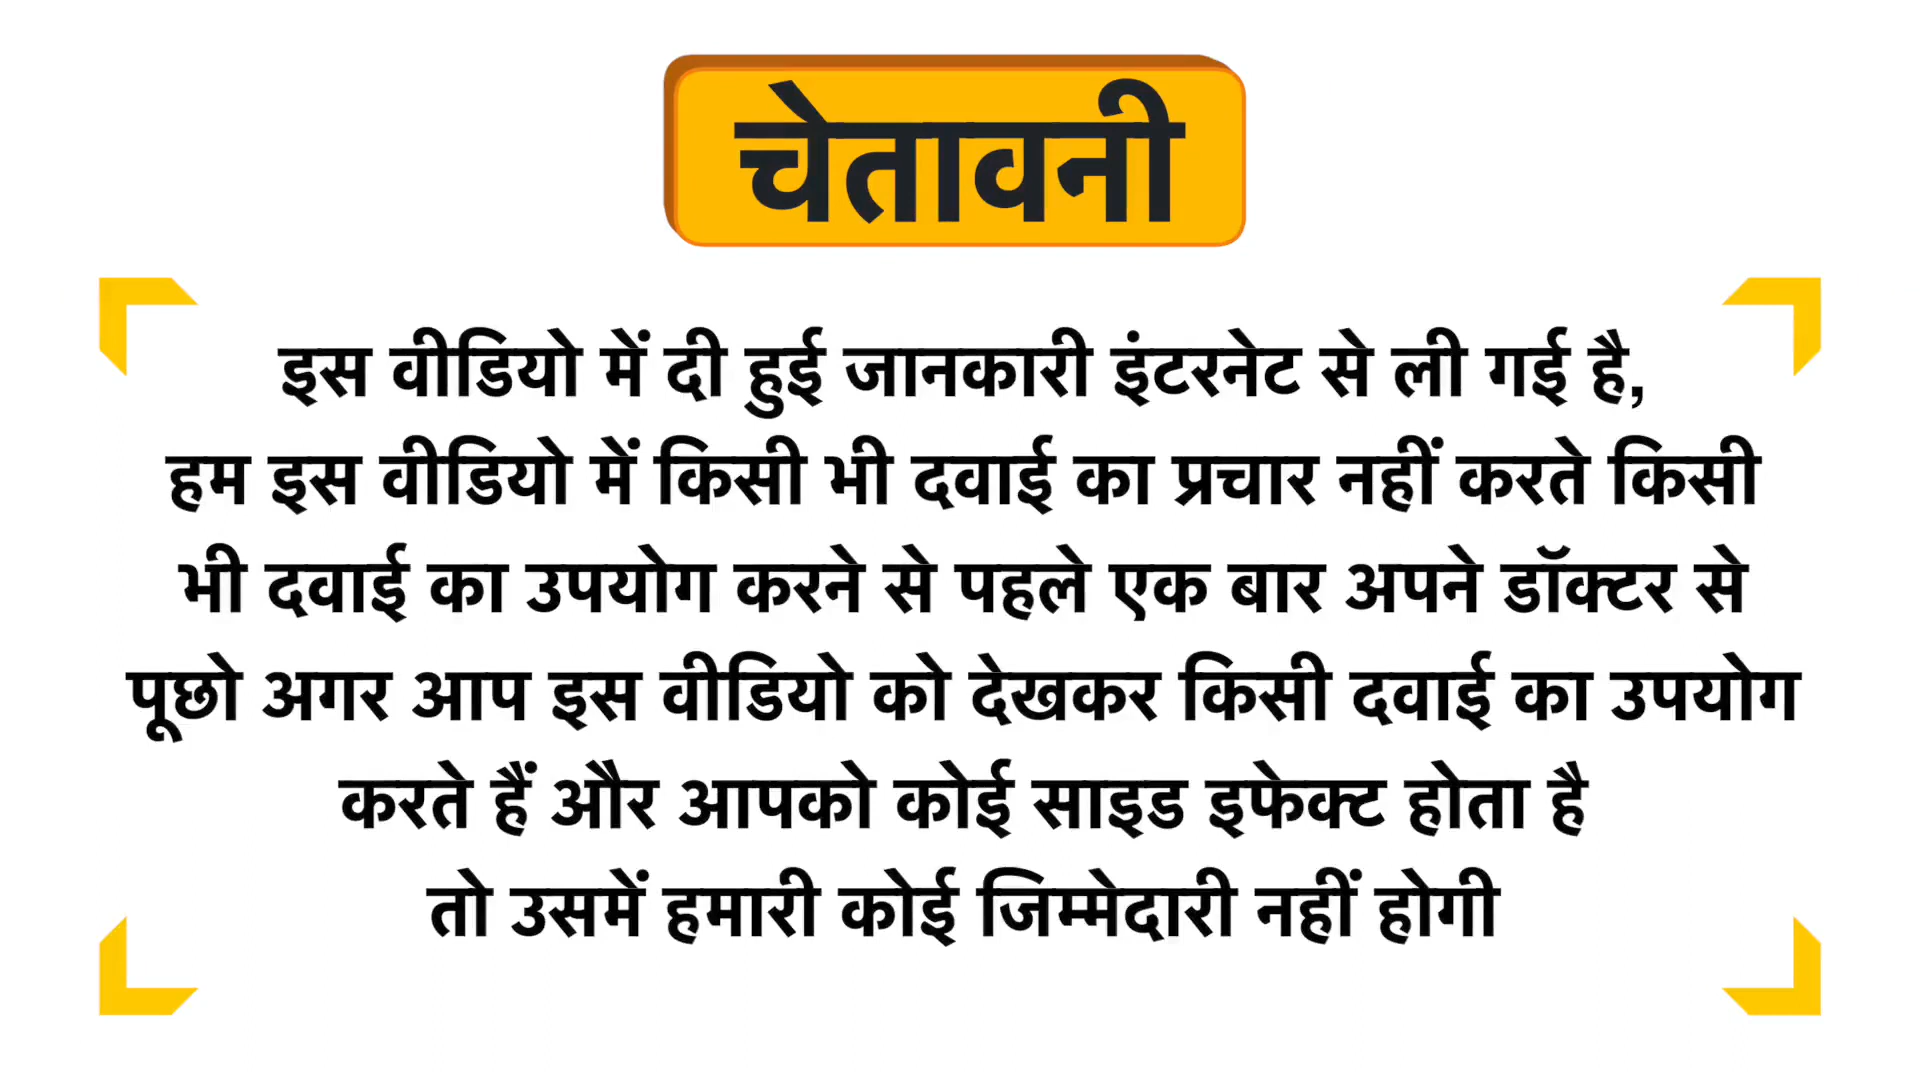 चेतावनी
इस वीडियो में दी हुई जानकारी इंटरनेट से ली गई है,
हम इस वीडियो में किसी भी दवाई का प्रचार नहीं करते किसी
भी दवाई का उपयोग करने से पहले एक बार अपने डॉक्टर से
पूछो अगर आप इस वीडियो को देखकर किसी दवाई का उपयोग
करते हैं और आपको कोई साइड इफेक्ट होता है
तो उसमें हमारी कोई जिम्मेदारी नहीं होगी